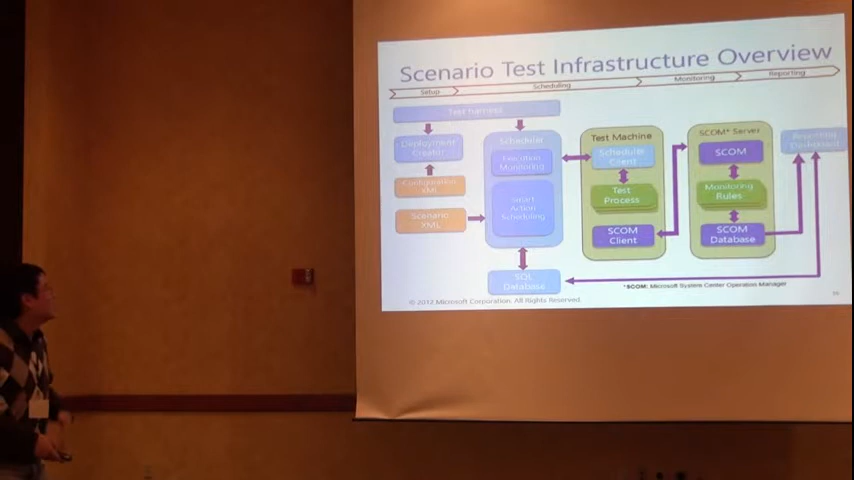 Scenario Test Infrastructure Overview
Setup
Scheduling
Monitoring
Reporting
Test Harness
Deployment
Creator
Configuration
XML
Scenario
XML
Scheduler
Execution
Monitoring
Smart
Action
Scheduling
SQL
Database
Test Machine
Scheduler
Client
Test
Process
SCOM
Client
SCOM* Server
SCOM
Monitoring
Rules
SCOM
Database
Reporting
Dashboard
*SCOM: Microsoft System Center Operation Manager
© 2012 Microsoft Corporation. All Rights Reserved.